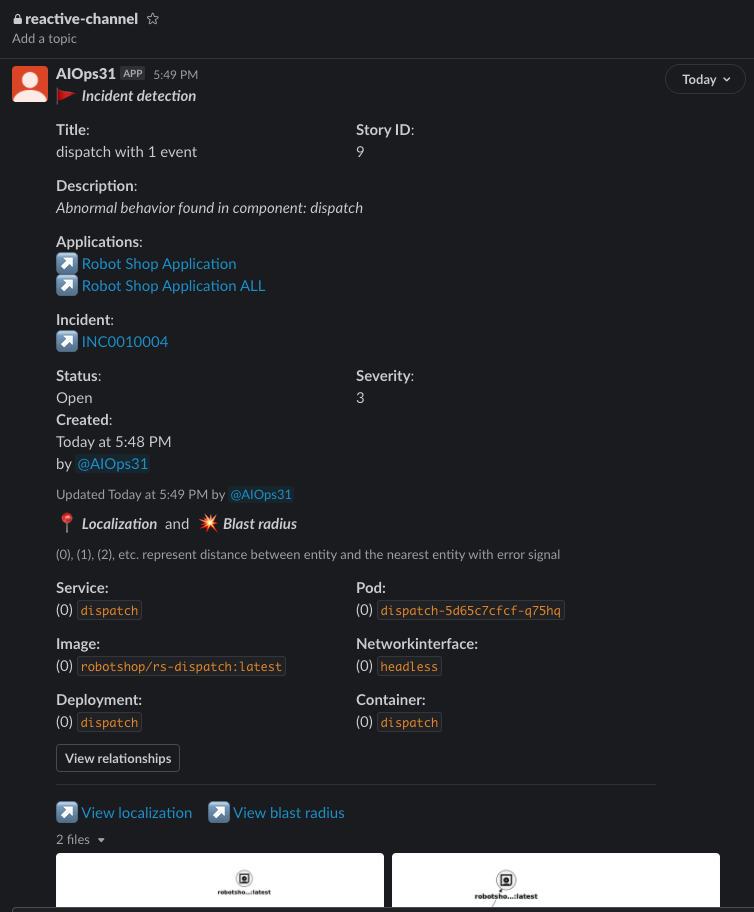 reactive-channel
Add a topic
AIOps31 APP 5:49 PM
Today
Incident detection
Title: Story ID:
dispatch with 1 event 9
Description:
Abnormal behavior found in component: dispatch
Applications:
Robot Shop Application
Robot Shop Application ALL
Incident:
INC0010004
Status: Severity:
Open 3
Created:
Today at 5:48 PM
by @AIOps31
Updated Today at 5:49 PM by @AIOps31
Localization and Blast radius
(0), (1), (2), etc. represent distance between entity and the nearest entity with error signal
Service: Pod:
(0) dispatch (0) dispatch-5d65c7cfcf-q75hq
Image: Networkinterface:
(0) robotshop/rs-dispatch:latest (0) headless
Deployment: Container:
(0) dispatch (0) dispatch
View relationships
View localization View blast radius
2 files
robotsho...:latest robotsho...:latest